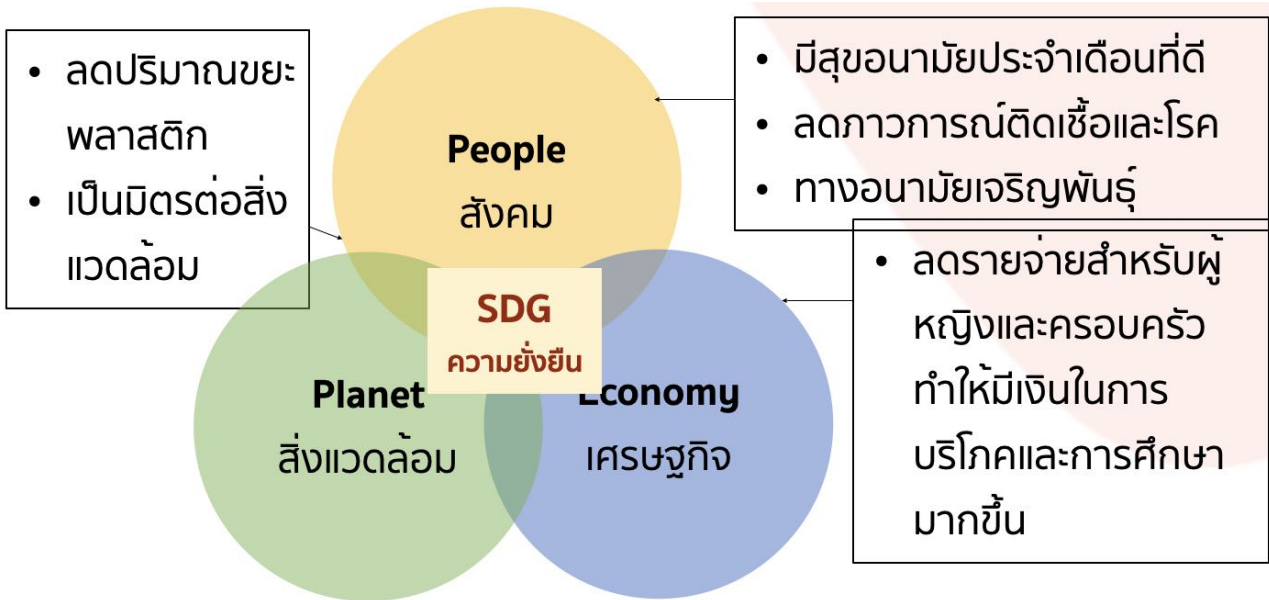 • ลดปริมาณขยะ
พลาสติก
• เป็นมิตรต่อสิ่ง
แวดล้อม
People
สังคม
• มีสุขอนามัยประจำเดือนที่ดี
• ลดภาวการณ์ติดเชื้อและโรค
• ทางอนามัยเจริญพันธุ์
SDG
ความยั่งยืน
Planet
สิ่งแวดล้อม
Economy
เศรษฐกิจ
• ลดรายจ่ายสำหรับผู้
หญิงและครอบครัว
ทำให้มีเงินในการ
บริโภคและการศึกษา
มากขึ้น